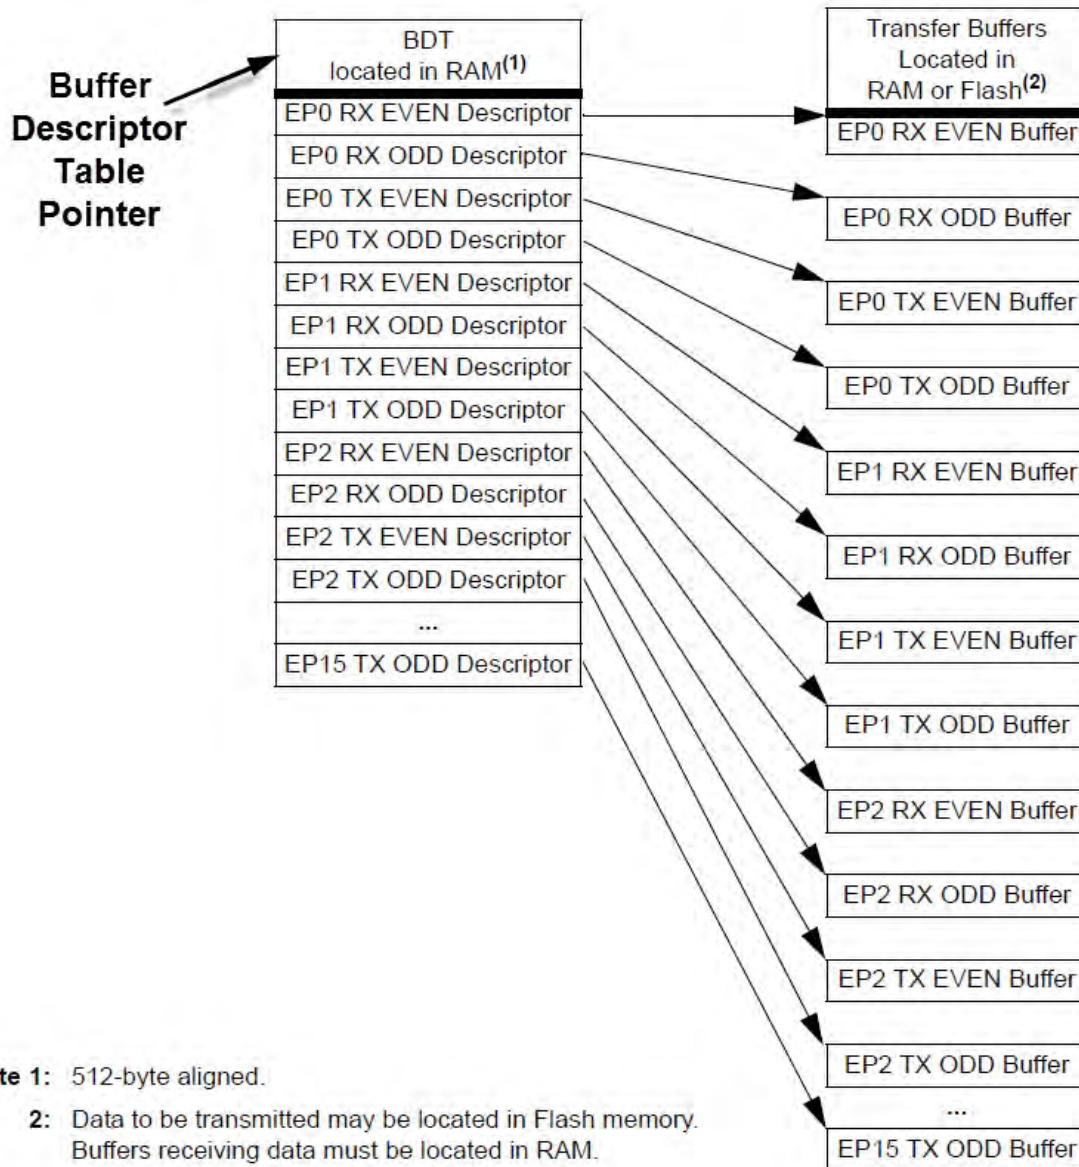 Buffer
Descriptor
Table
Pointer
BDT
located in RAM(1)
EP0 RX EVEN Descriptor
EP0 RX ODD Descriptor
EP0 TX EVEN Descriptor
EP0 TX ODD Descriptor
EP1 RX EVEN Descriptor
EP1 RX ODD Descriptor
EP1 TX EVEN Descriptor
EP1 TX ODD Descriptor
EP2 RX EVEN Descriptor
EP2 RX ODD Descriptor
EP2 TX EVEN Descriptor
EP2 TX ODD Descriptor
...
EP15 TX ODD Descriptor
Transfer Buffers
Located in
RAM or Flash(2)
EP0 RX EVEN Buffer
EP0 RX ODD Buffer
EP0 TX EVEN Buffer
EP0 TX ODD Buffer
EP1 RX EVEN Buffer
EP1 RX ODD Buffer
EP1 TX EVEN Buffer
EP1 TX ODD Buffer
EP2 RX EVEN Buffer
EP2 RX ODD Buffer
EP2 TX EVEN Buffer
EP2 TX ODD Buffer
...
EP15 TX ODD Buffer
te 1: 512-byte aligned.
2: Data to be transmitted may be located in Flash memory.
Buffers receiving data must be located in RAM.